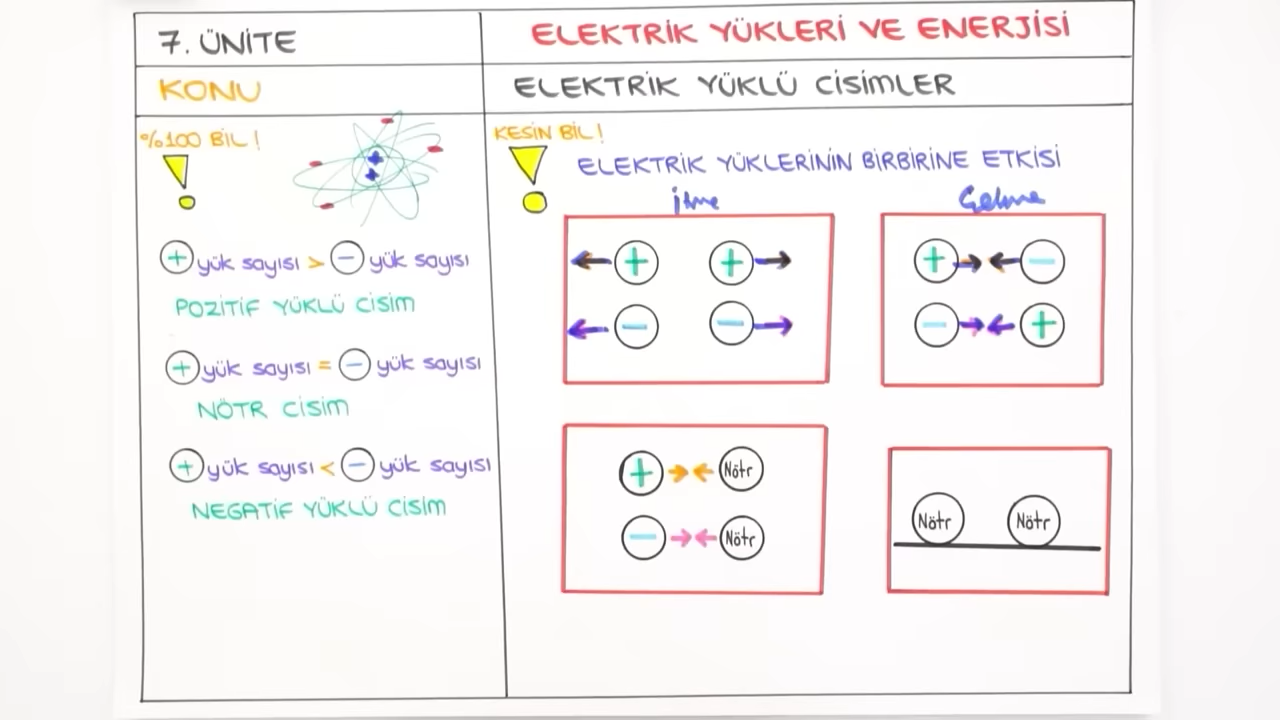 7. ÜNİTE
ELEKTRİK YÜKLERİ VE ENERJİSİ
KONU
ELEKTRİK YÜKLÜ CİSİMLER
%100 BİL!
+ yük sayısı > − yük sayısı
POZİTİF YÜKLÜ CİSİM
+ yük sayısı = − yük sayısı
NÖTR CİSİM
+ yük sayısı < − yük sayısı
NEGATİF YÜKLÜ CİSİM
KESİN BİL!
ELEKTRİK YÜKLERİNİN BİRBİRİNE ETKİSİ
İtme
Çekme
+ +
− −
+ −
− +
+ Nötr
− Nötr
Nötr Nötr